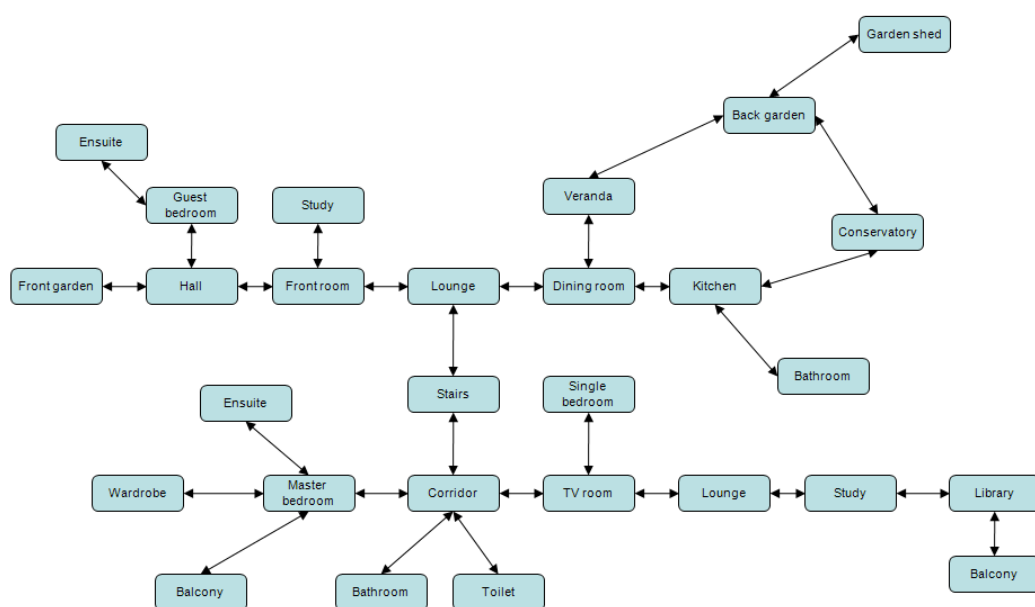 Garden shed
Back garden
Ensuite
Guest
bedroom
Study
Veranda
Conservatory
Front garden
Hall
Front room
Lounge
Dining room
Kitchen
Bathroom
Stairs
Single
bedroom
Ensuite
Wardrobe
Master
bedroom
Corridor
TV room
Lounge
Study
Library
Balcony
Bathroom
Toilet
Balcony